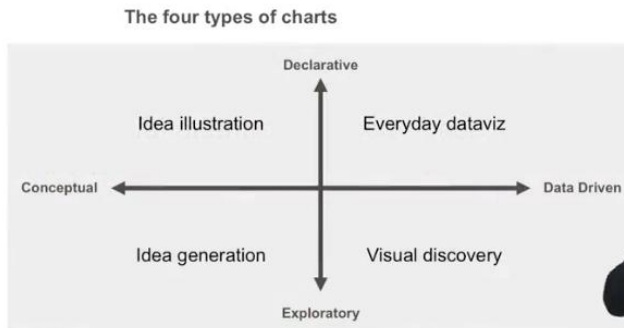 The four types of charts
Declarative
Idea illustration Everyday dataviz
Conceptual Data Driven
Idea generation Visual discovery
Exploratory